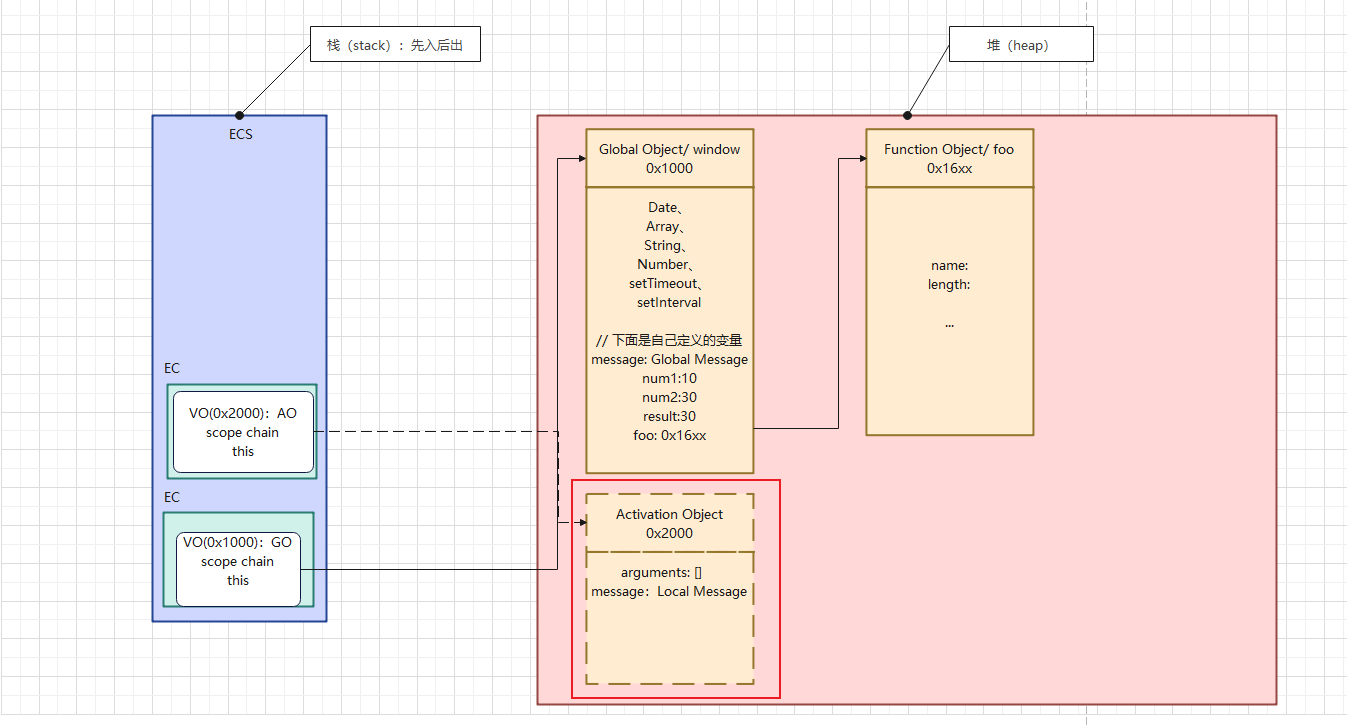 栈（stack）：先入后出
堆（heap）
ECS
EC
VO(0x2000)：AO
scope chain
this
EC
VO(0x1000)：GO
scope chain
this
Global Object/ window
0x1000
Date、
Array、
String、
Number、
setTimeout、
setInterval
// 下面是自己定义的变量
message: Global Message
num1:10
num2:30
result:30
foo: 0x16xx
Function Object/ foo
0x16xx
name:
length:
...
Activation Object
0x2000
arguments: []
message：Local Message